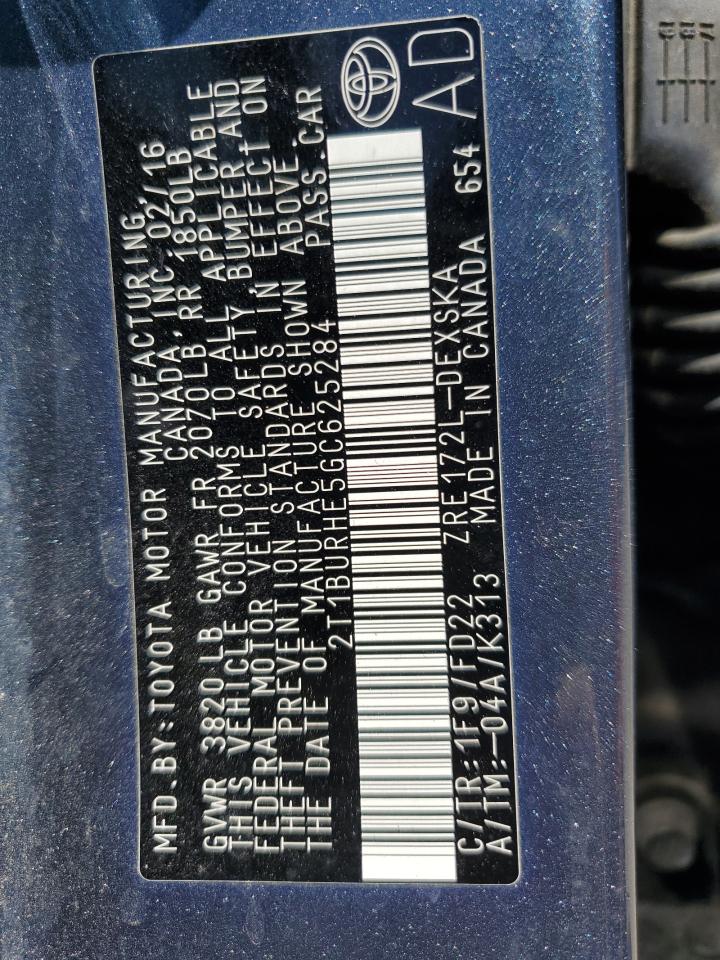 MFD.BY:TOYOTA MOTOR MANUFACTURING,
CANADA,INC.02/16
GVWR 3820 LB GAWR FR 2070LB,RR 1850LB
THIS VEHICLE CONFORMS TO ALL APPLICABLE
FEDERAL MOTOR VEHICLE SAFETY,BUMPER,AND
THEFT PREVENTION STANDARDS IN EFFECT ON
THE DATE OF MANUFACTURE SHOWN ABOVE.
2T1BURHE5GC625284 PASS.CAR
C/TR:1F9/FD22 ZRE172L-DEXSKA
A/TM:-04A/K313 MADE IN CANADA 654
AD